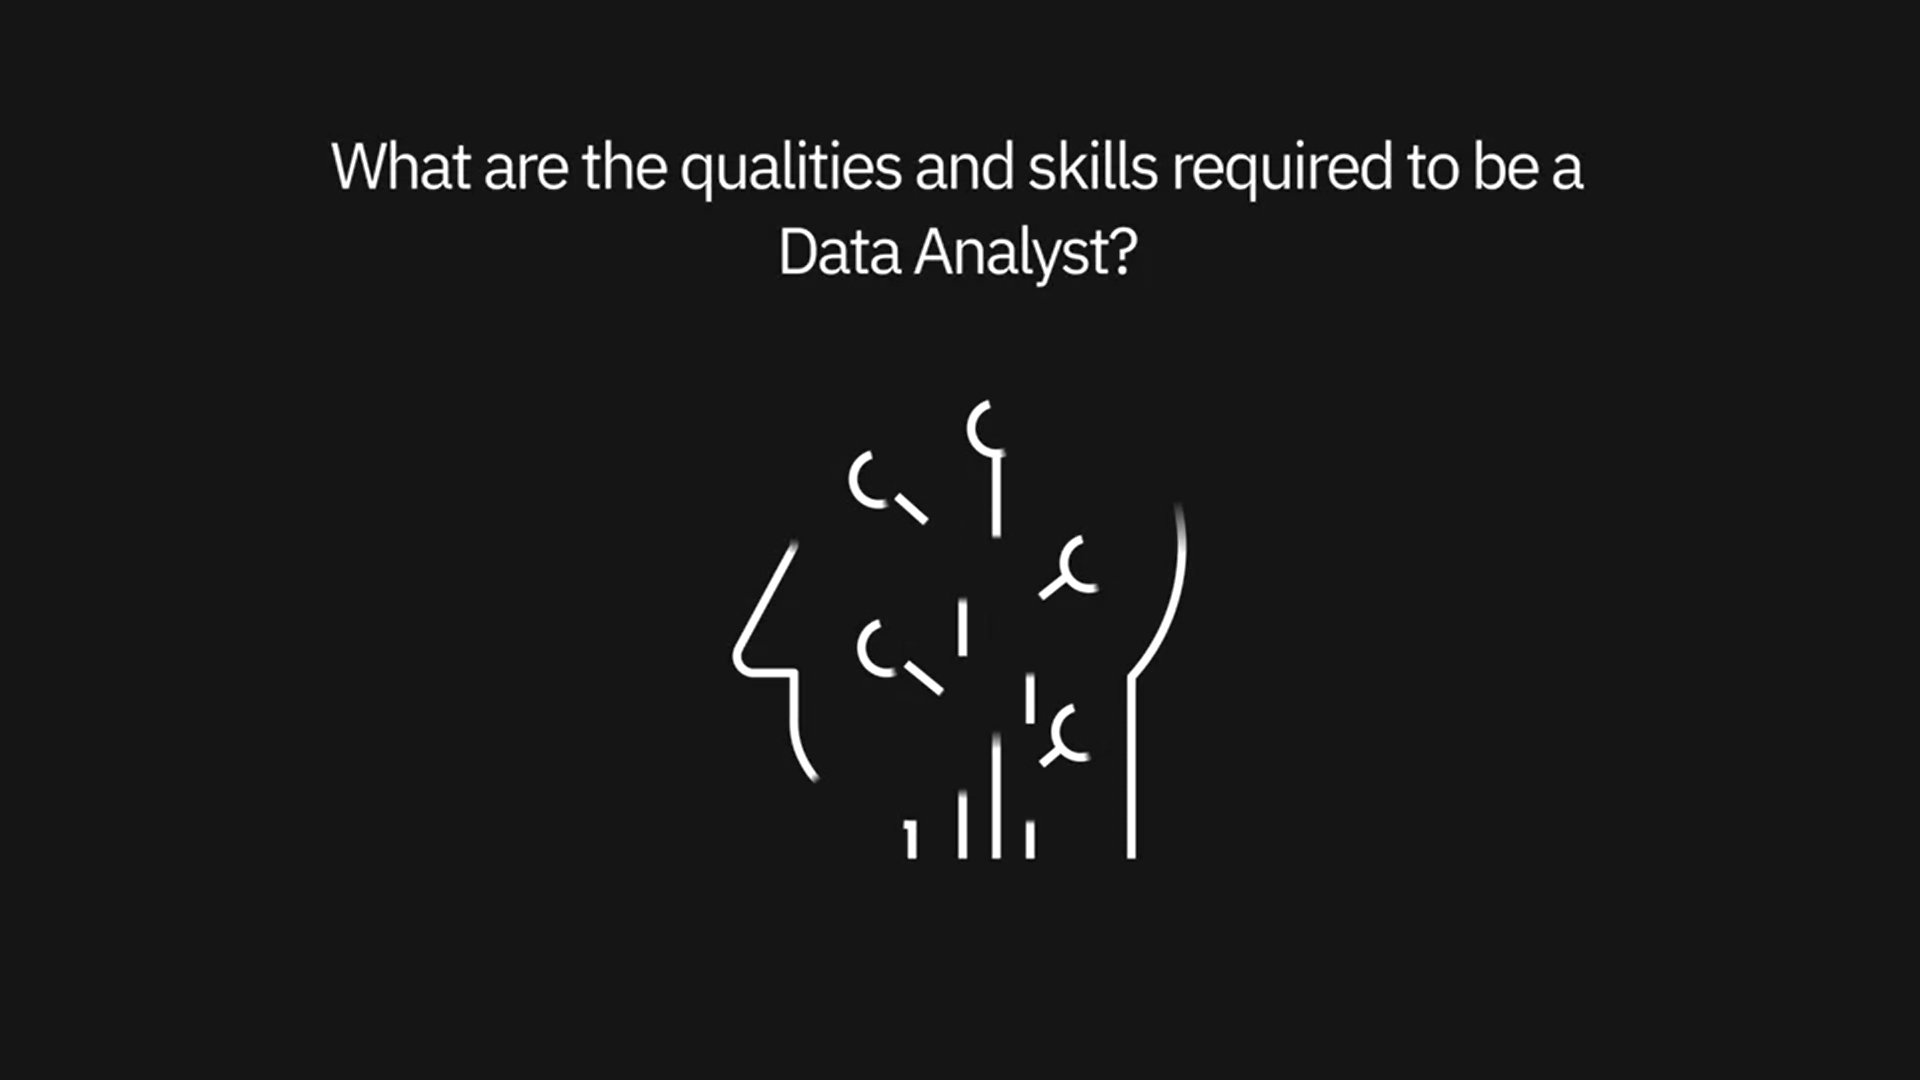 What are the qualities and skills required to be a
Data Analyst?